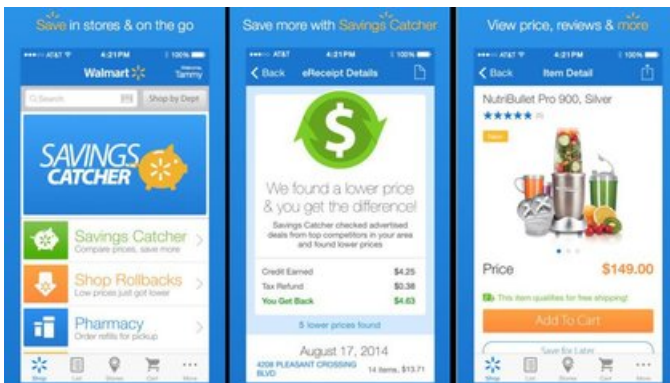 Save in stores & on the go
AT&T 4:21PM 100%
Walmart
Welcome,
Tammy
Search
Shop by Dept
SAVINGS
CATCHER
Savings Catcher
Compare prices, save more
Shop Rollbacks
Low prices just got lower
Pharmacy
Order refills for pickup
Shop List Stores Cart More
Save more with Savings Catcher
AT&T 4:21PM 100%
Back eReceipt Details
$
We found a lower price
& you get the difference!
Savings Catcher checked advertised
deals from top competitors in your area
and found lower prices
Credit Earned $4.25
Tax Refund $0.38
You Get Back $4.63
5 lower prices found
August 17, 2014
4208 PLEASANT CROSSING
BLVD
14 items, $13.71
View price, reviews & more
AT&T 4:21PM 100%
Back Item Detail
NutriBullet Pro 900, Silver
Price $149.00
This item qualifies for free shipping!
Add To Cart
Save for Later
Shop List Stores Cart More